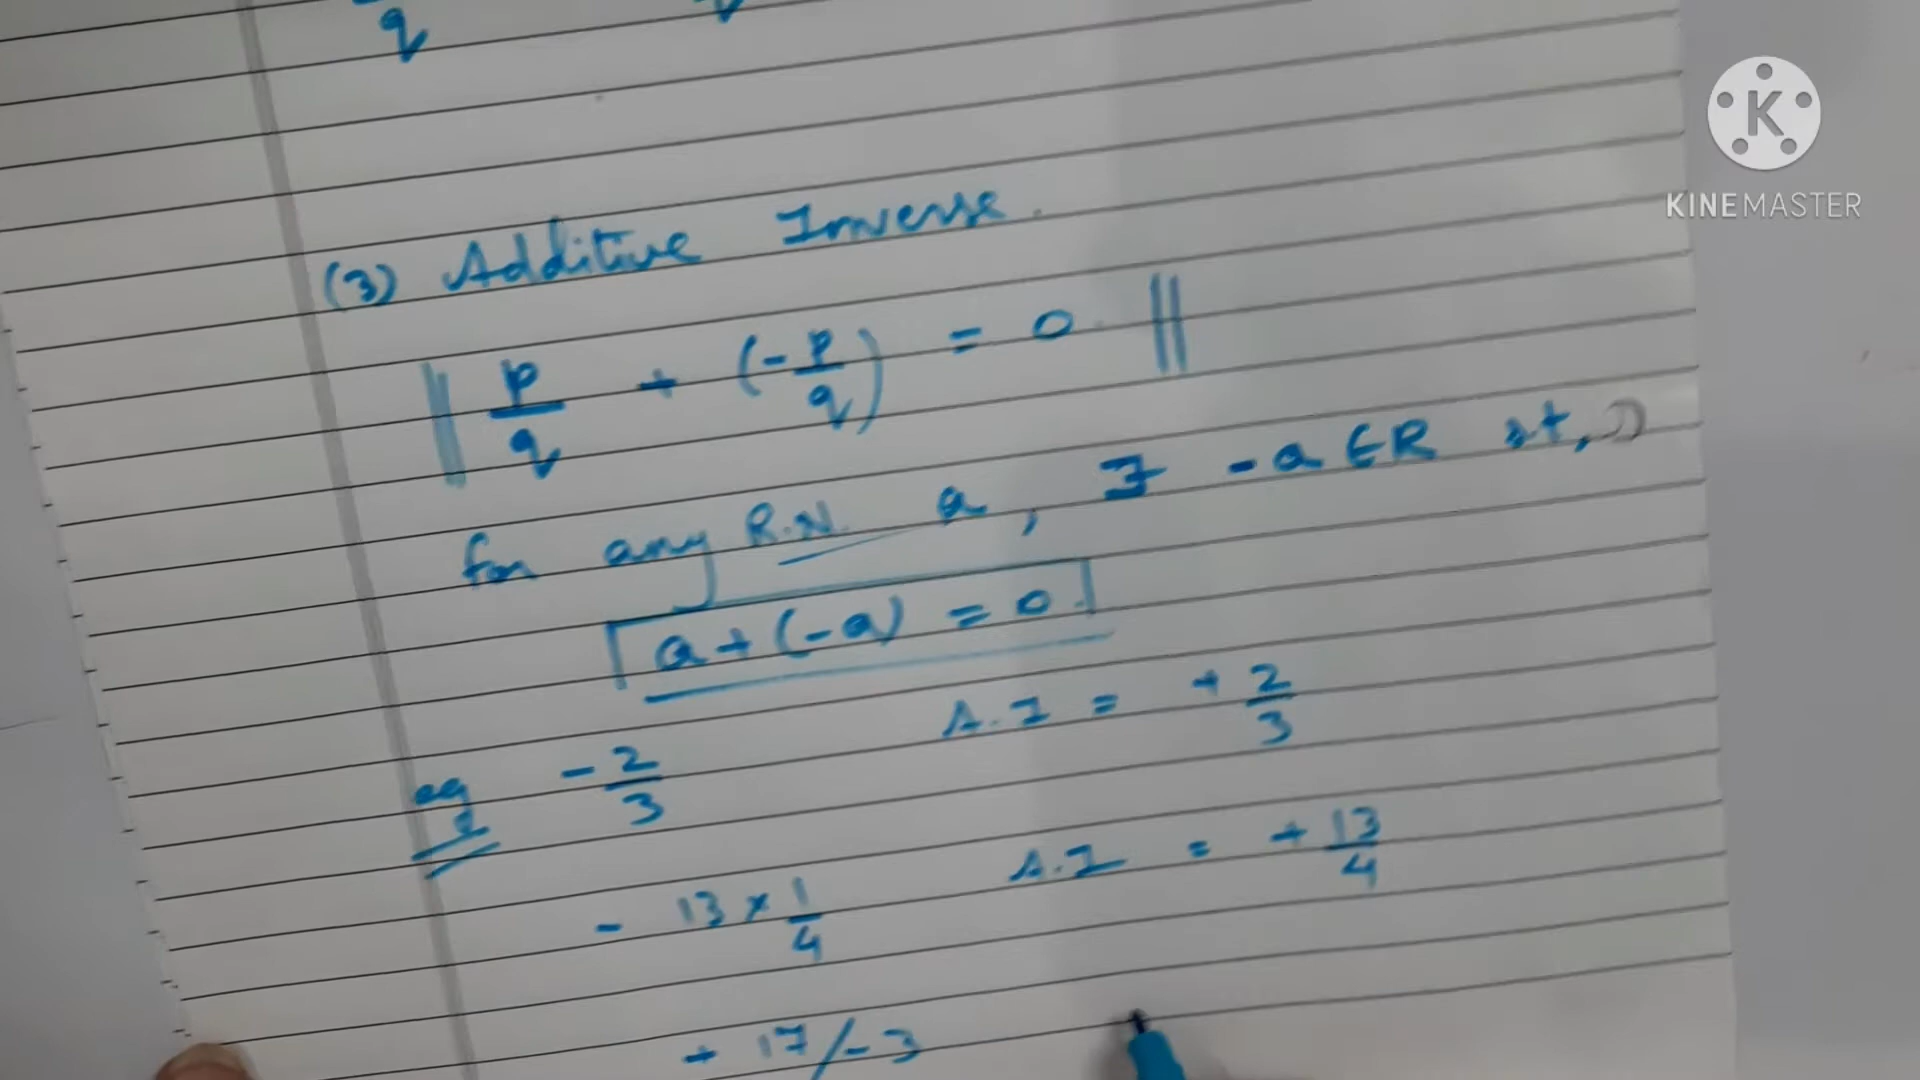 q
(3) Additive Inverse.
p/q + (-p/q) = 0.
for any R.N. a, ∃ -a ∈ R st,
a + (-a) = 0.
eg -2/3 A.I = +2/3
- 13 × 1/4 A.I = +13/4
+ 17/-3
K
KINEMASTER